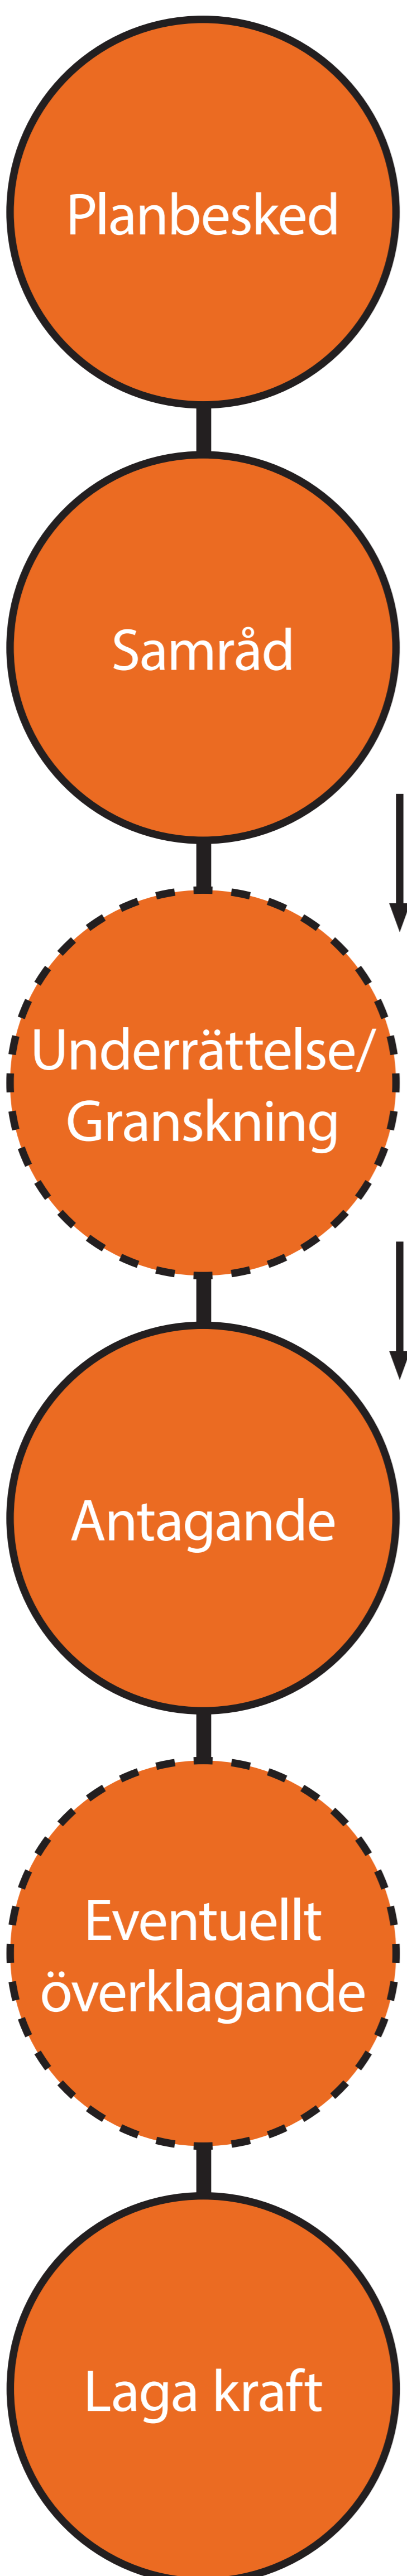 Planbesked
Samråd
Underrättelse/
Granskning
Antagande
Eventuellt
överklagande
Laga kraft